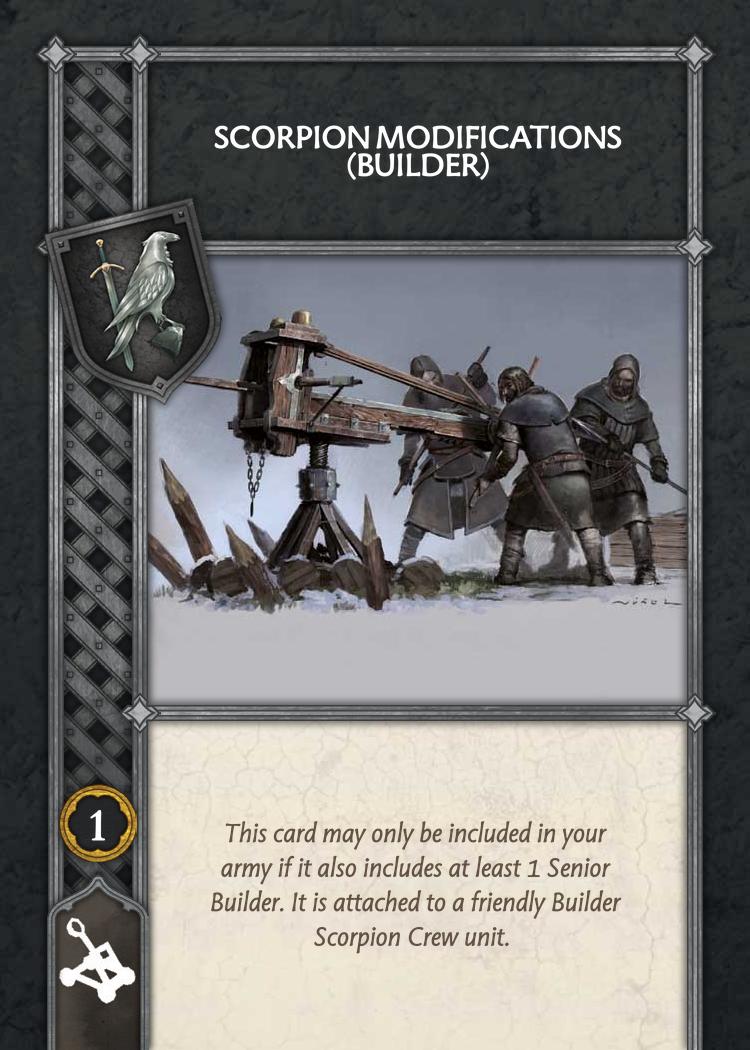 SCORPION MODIFICATIONS
(BUILDER)
1
This card may only be included in your
army if it also includes at least 1 Senior
Builder. It is attached to a friendly Builder
Scorpion Crew unit.